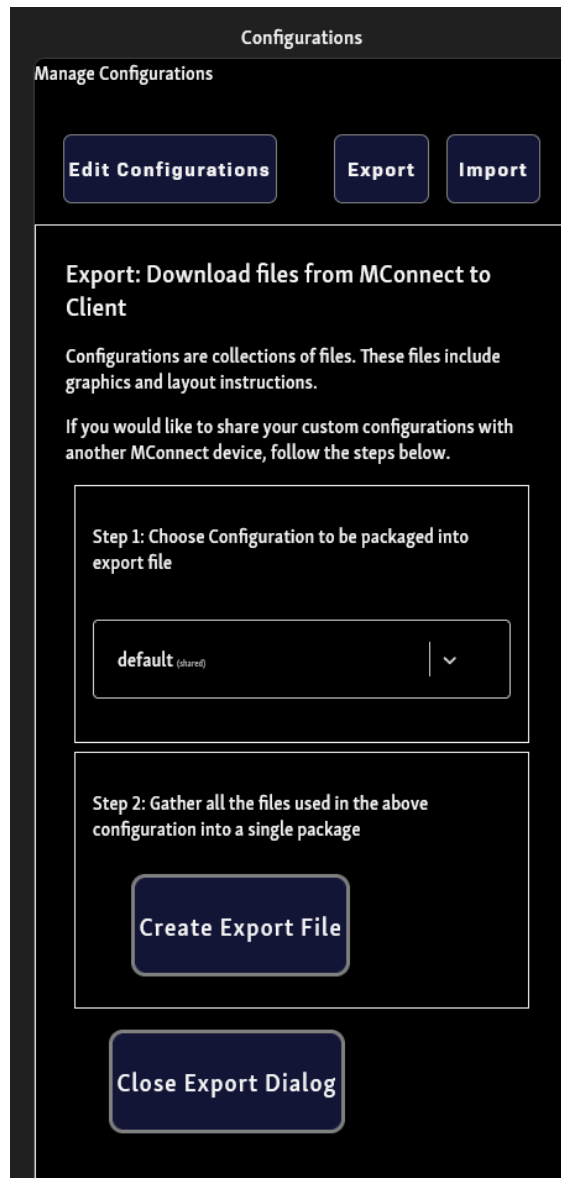 Configurations
Manage Configurations
Edit Configurations
Export
Import
Export: Download files from MConnect to
Client
Configurations are collections of files. These files include
graphics and layout instructions.
If you would like to share your custom configurations with
another MConnect device, follow the steps below.
Step 1: Choose Configuration to be packaged into
export file
default (shared)
Step 2: Gather all the files used in the above
configuration into a single package
Create Export File
Close Export Dialog